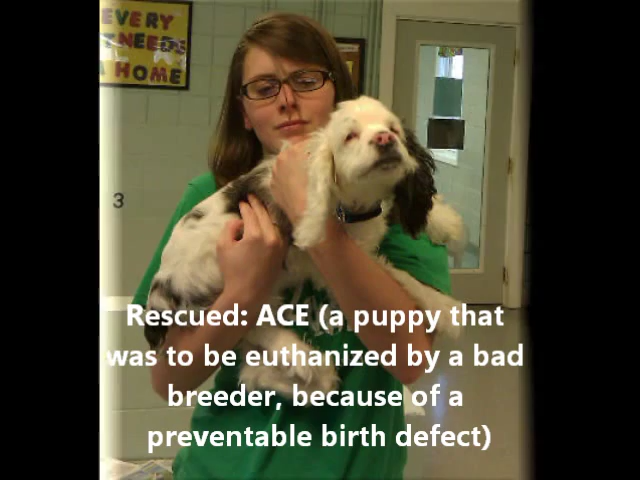 EVERY
NEEDS
A HOME
3
Rescued: ACE (a puppy that
was to be euthanized by a bad
breeder, because of a
preventable birth defect)